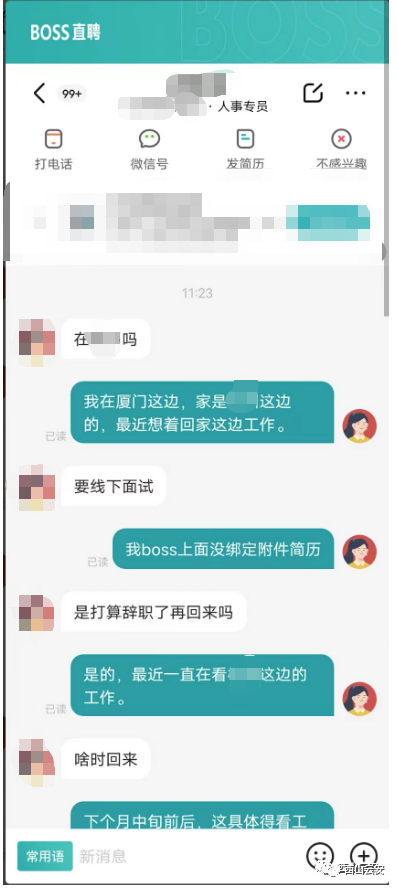 BOSS直聘
BOSS
99+
· 人事专员
打电话
微信号
发简历
不感兴趣
11:23
在
吗
我在厦门这边，家是
这边
的，最近想着回家这边工作。
已读
要线下面试
我boss上面没绑定附件简历
已读
是打算辞职了再回来吗
是的，最近一直在看
这边的
工作。
已读
啥时回来
下个月中旬前后，这具体得看工
常用语
新消息
西山公安